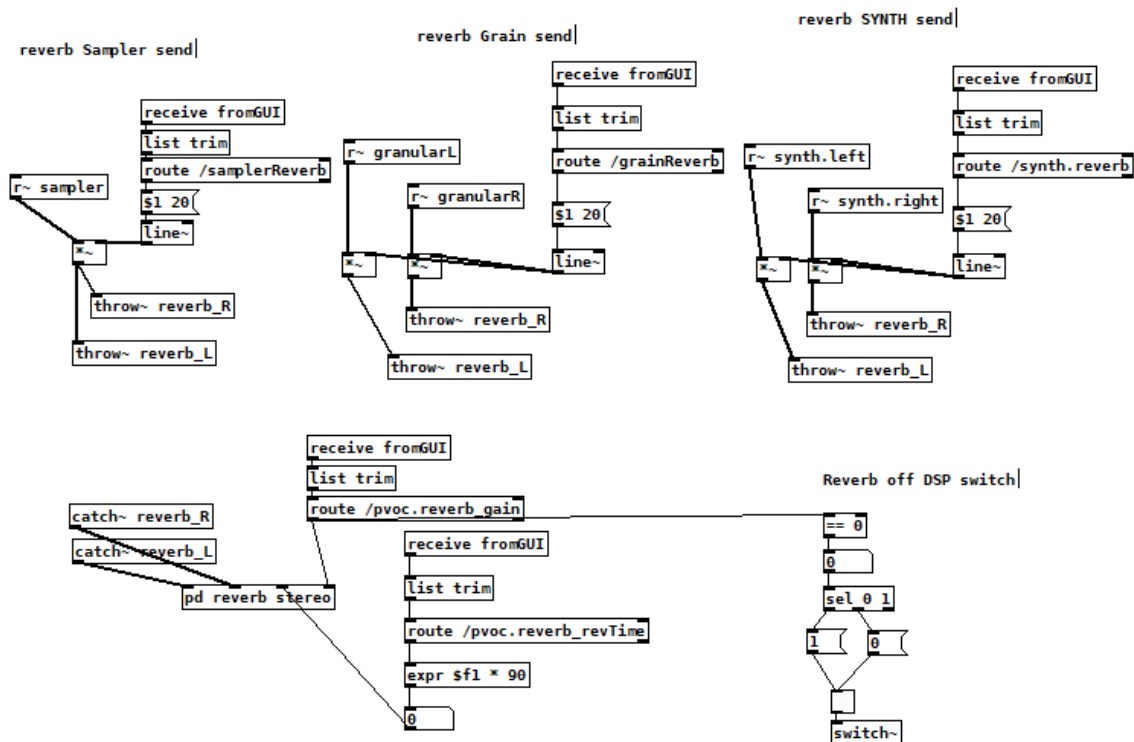 reverb Sampler send
receive fromGUI
list trim
route /samplerReverb
r~ sampler
$1 20
line~
*~
throw~ reverb_R
throw~ reverb_L
reverb Grain send
receive fromGUI
list trim
r~ granularL
route /grainReverb
r~ granularR
$1 20
*~
*~
line~
throw~ reverb_R
throw~ reverb_L
reverb SYNTH send
receive fromGUI
list trim
r~ synth.left
route /synth.reverb
r~ synth.right
$1 20
*~
*~
line~
throw~ reverb_R
throw~ reverb_L
receive fromGUI
list trim
route /pvoc.reverb_gain
catch~ reverb_R
catch~ reverb_L
pd reverb stereo
receive fromGUI
list trim
route /pvoc.reverb_revTime
expr $f1 * 90
0
Reverb off DSP switch
== 0
0
sel 0 1
1
0
switch~